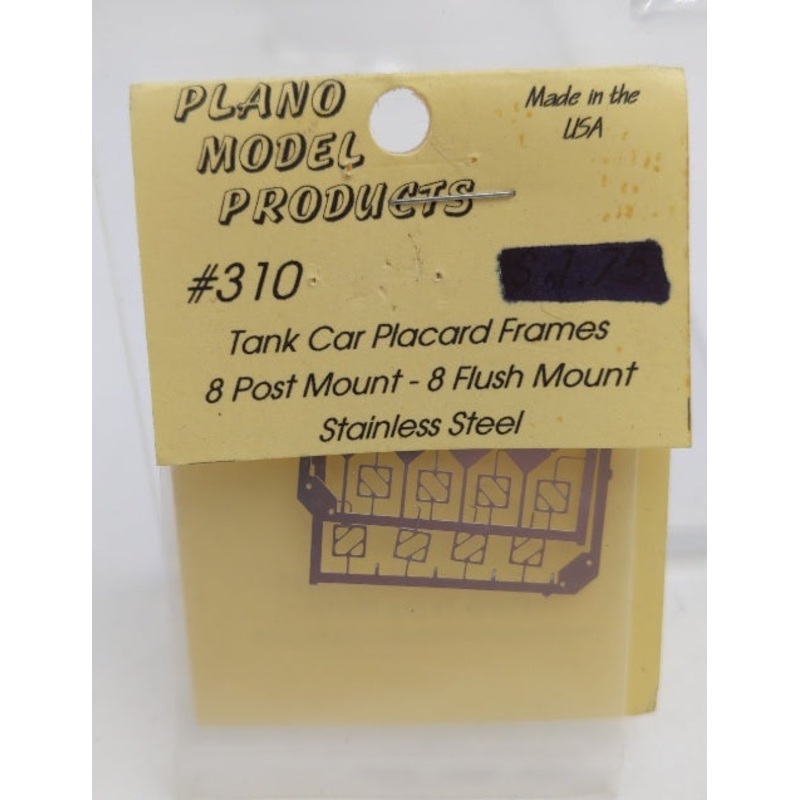 PLANO
MODEL
PRODUCTS
Made in the
USA
#310
Tank Car Placard Frames
8 Post Mount - 8 Flush Mount
Stainless Steel